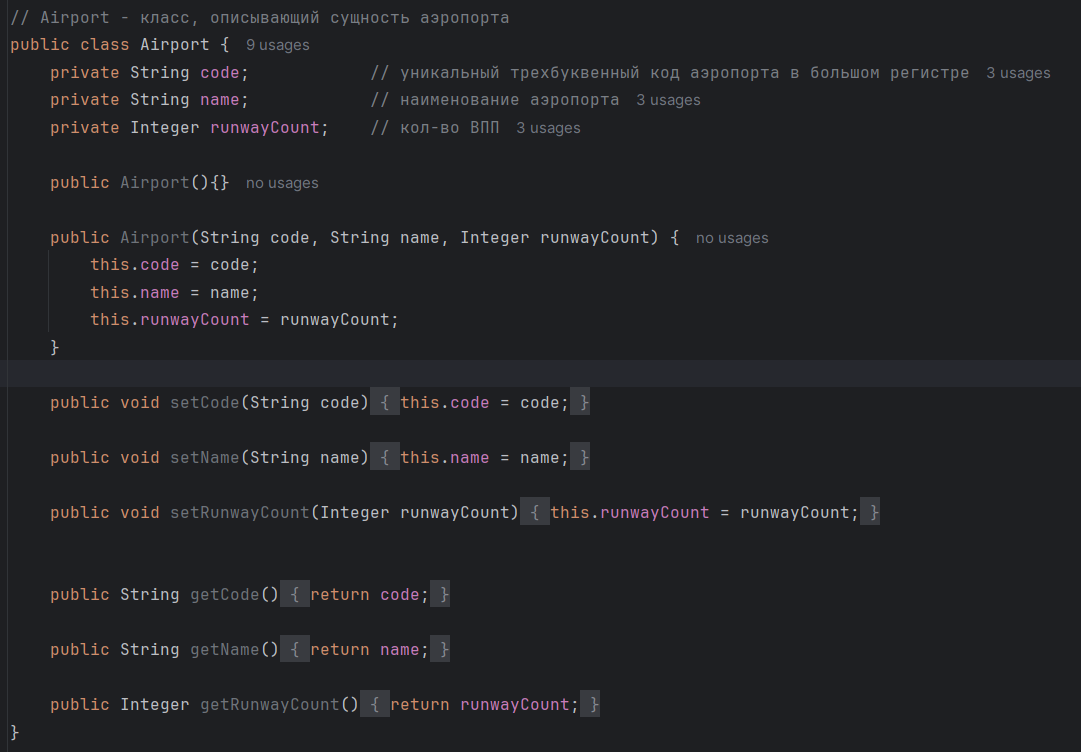 // Airport - класс, описывающий сущность аэропорта
public class Airport {  9 usages
    private String code;            // уникальный трехбуквенный код аэропорта в большом регистре  3 usages
    private String name;            // наименование аэропорта  3 usages
    private Integer runwayCount;    // кол-во ВПП  3 usages
    public Airport(){}  no usages
    public Airport(String code, String name, Integer runwayCount) {  no usages
        this.code = code;
        this.name = name;
        this.runwayCount = runwayCount;
    }
    public void setCode(String code) { this.code = code; }
    public void setName(String name) { this.name = name; }
    public void setRunwayCount(Integer runwayCount) { this.runwayCount = runwayCount; }
    public String getCode() { return code; }
    public String getName() { return name; }
    public Integer getRunwayCount() { return runwayCount; }
}